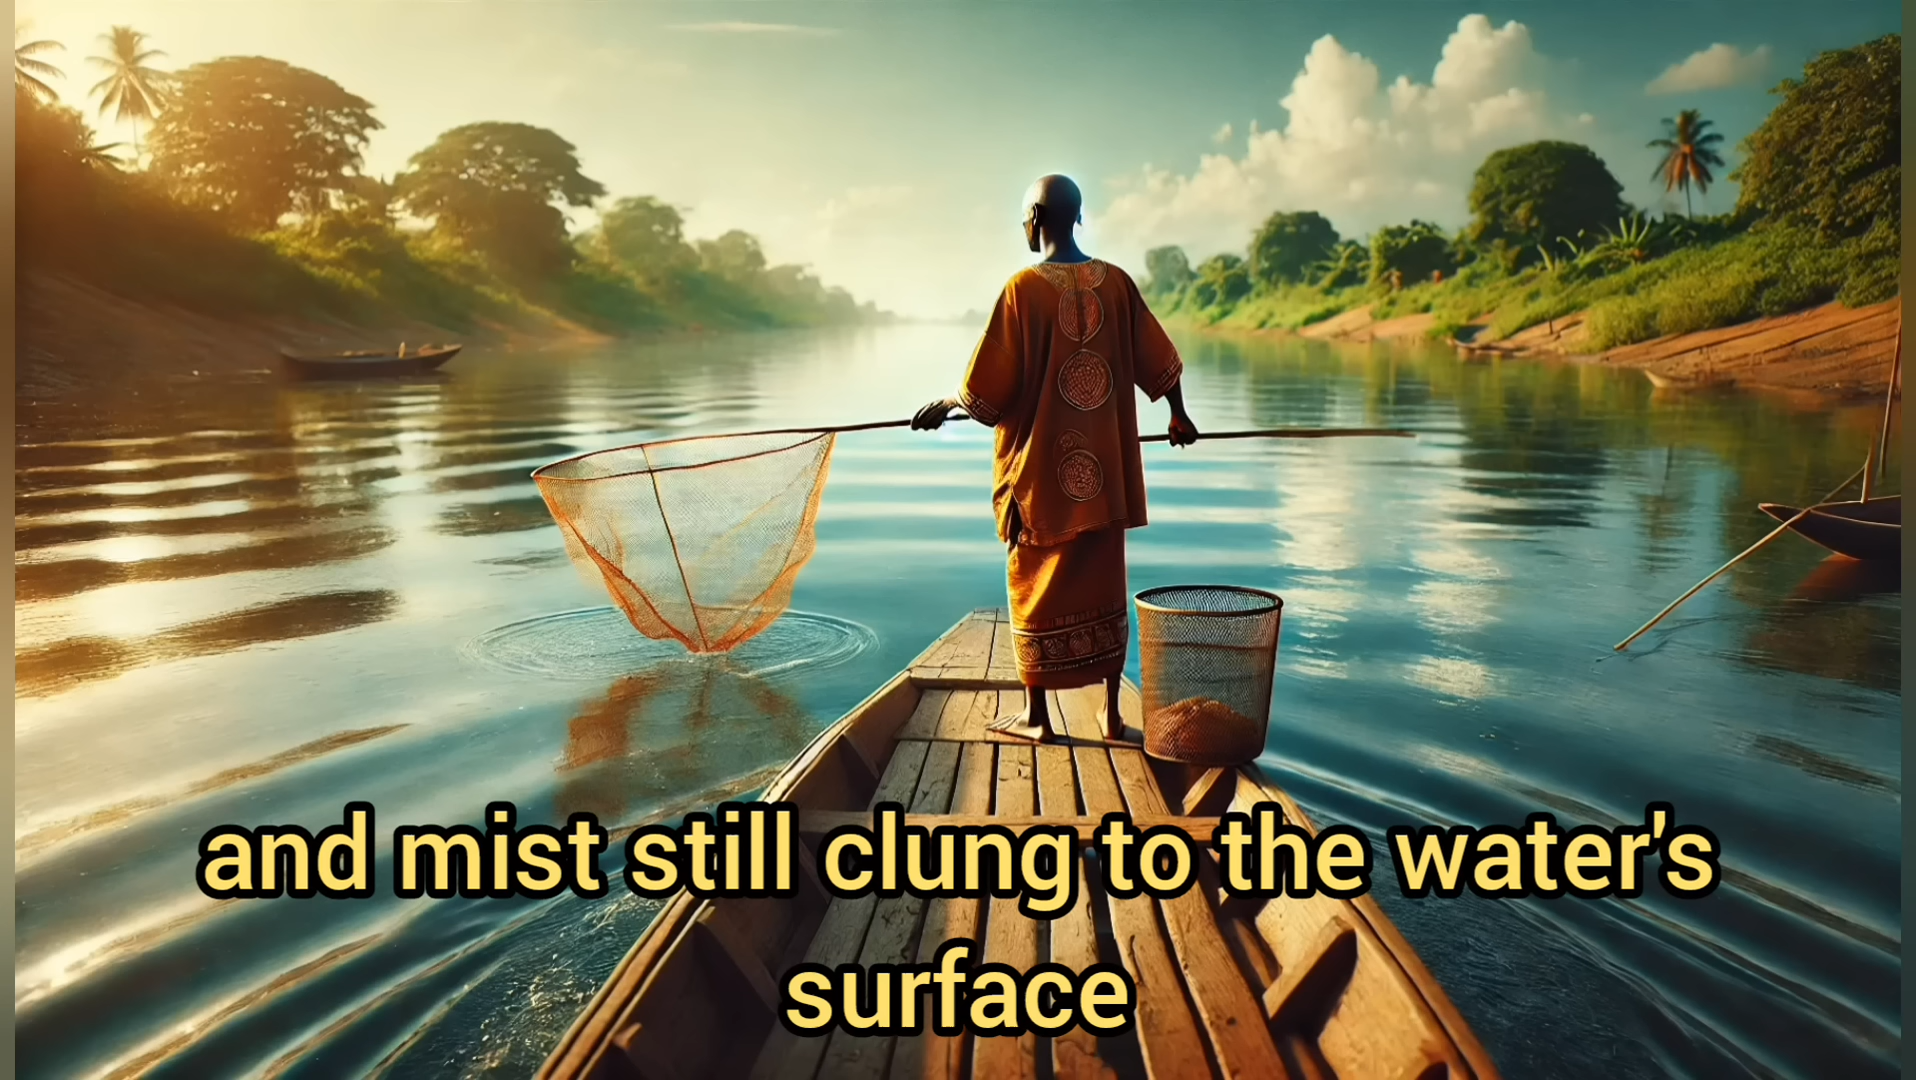 and mist still clung to the water's
surface